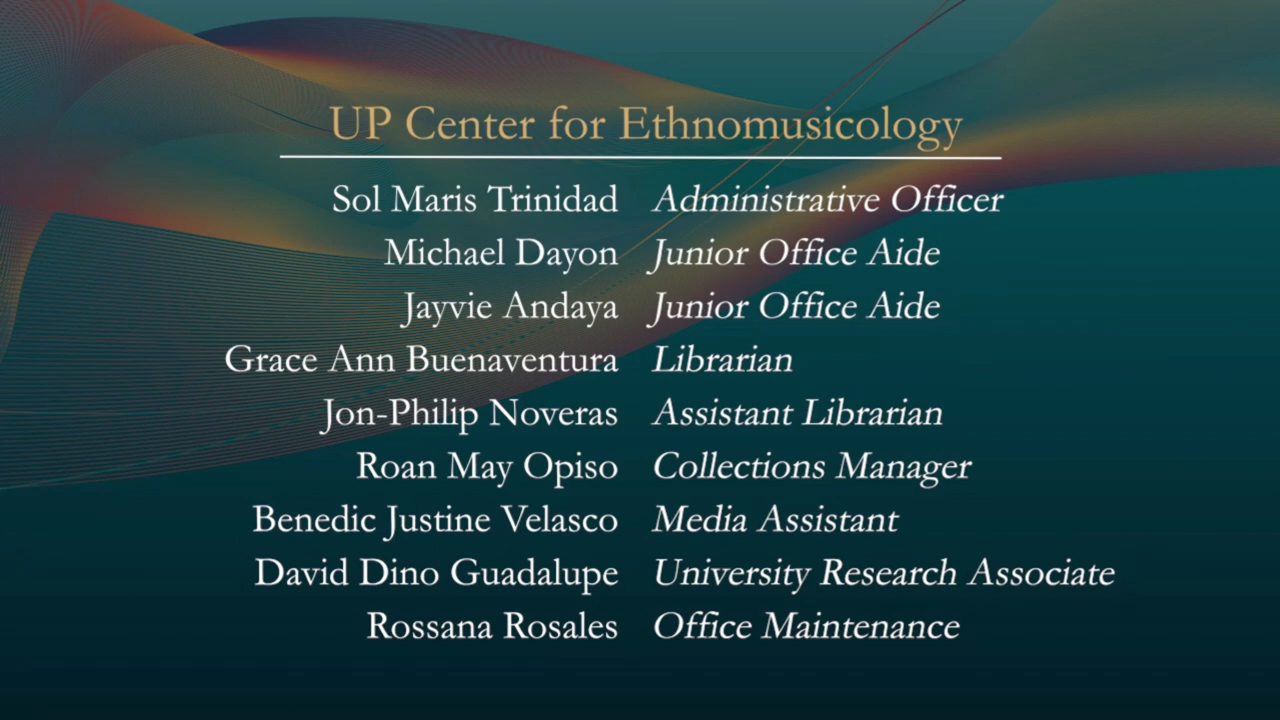 UP Center for Ethnomusicology
Sol Maris Trinidad Administrative Officer
Michael Dayon Junior Office Aide
Jayvie Andaya Junior Office Aide
Grace Ann Buenaventura Librarian
Jon-Philip Noveras Assistant Librarian
Roan May Opiso Collections Manager
Benedic Justine Velasco Media Assistant
David Dino Guadalupe University Research Associate
Rossana Rosales Office Maintenance